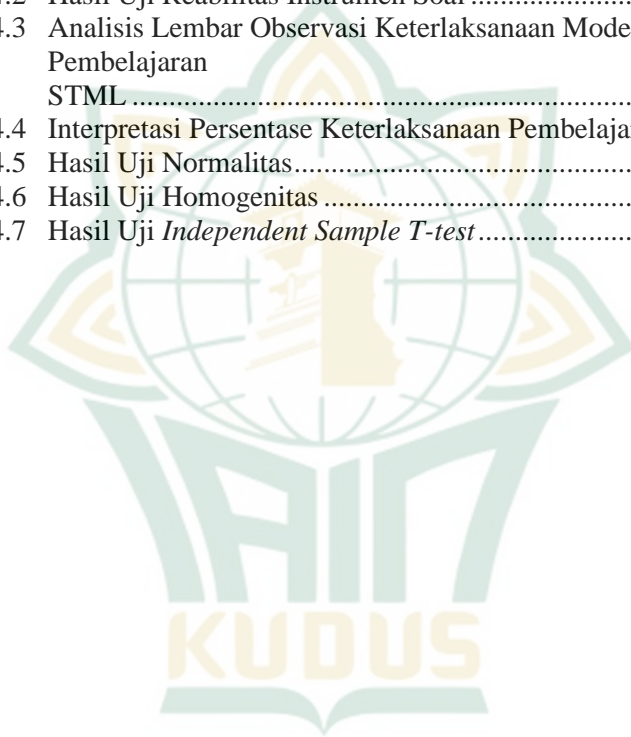 4.2 Hasil Uji Reabilitas Instrumen Soal ........................
4.3 Analisis Lembar Observasi Keterlaksanaan Mode
Pembelajaran
STML ................................................................................
4.4 Interpretasi Persentase Keterlaksanaan Pembelaja
4.5 Hasil Uji Normalitas.....................................................
4.6 Hasil Uji Homogenitas .................................................
4.7 Hasil Uji Independent Sample T-test.......................
IAIN
KUDUS